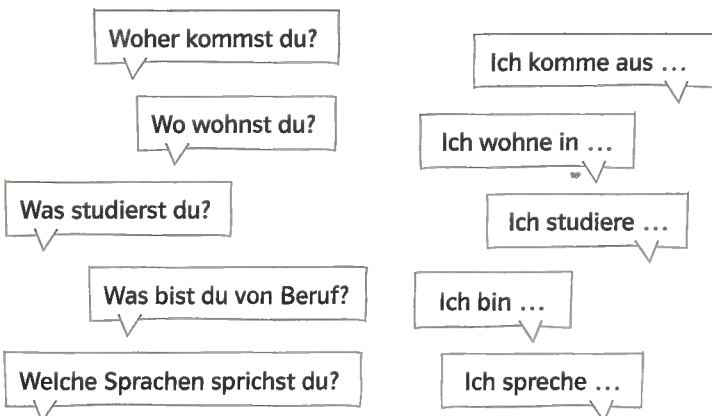 Woher kommst du?
Ich komme aus ...
Wo wohnst du?
Ich wohne in ...
Was studierst du?
Ich studiere ...
Was bist du von Beruf?
Ich bin ...
Welche Sprachen sprichst du?
Ich spreche ...